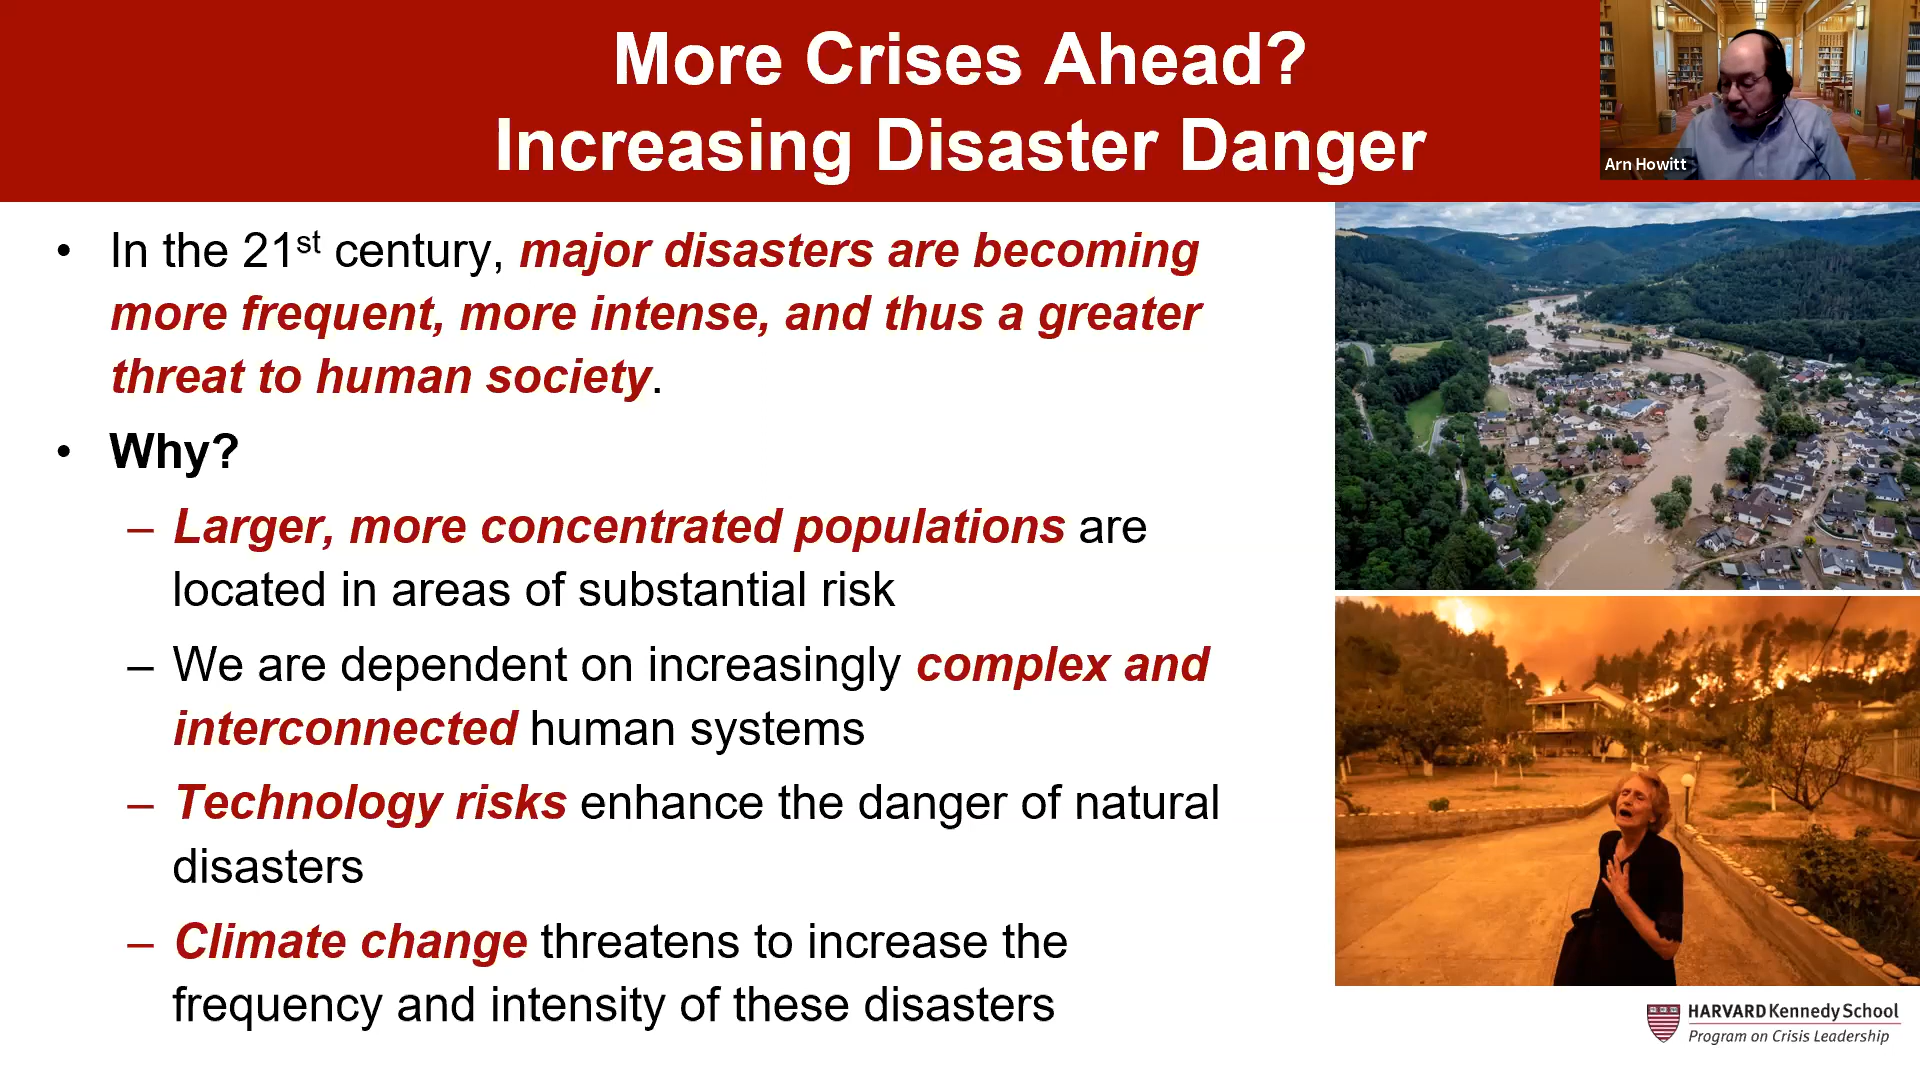 More Crises Ahead?
Increasing Disaster Danger
Arn Howitt
• In the 21st century, major disasters are becoming
more frequent, more intense, and thus a greater
threat to human society.
• Why?
– Larger, more concentrated populations are
located in areas of substantial risk
– We are dependent on increasingly complex and
interconnected human systems
– Technology risks enhance the danger of natural
disasters
– Climate change threatens to increase the
frequency and intensity of these disasters
HARVARD Kennedy School
Program on Crisis Leadership